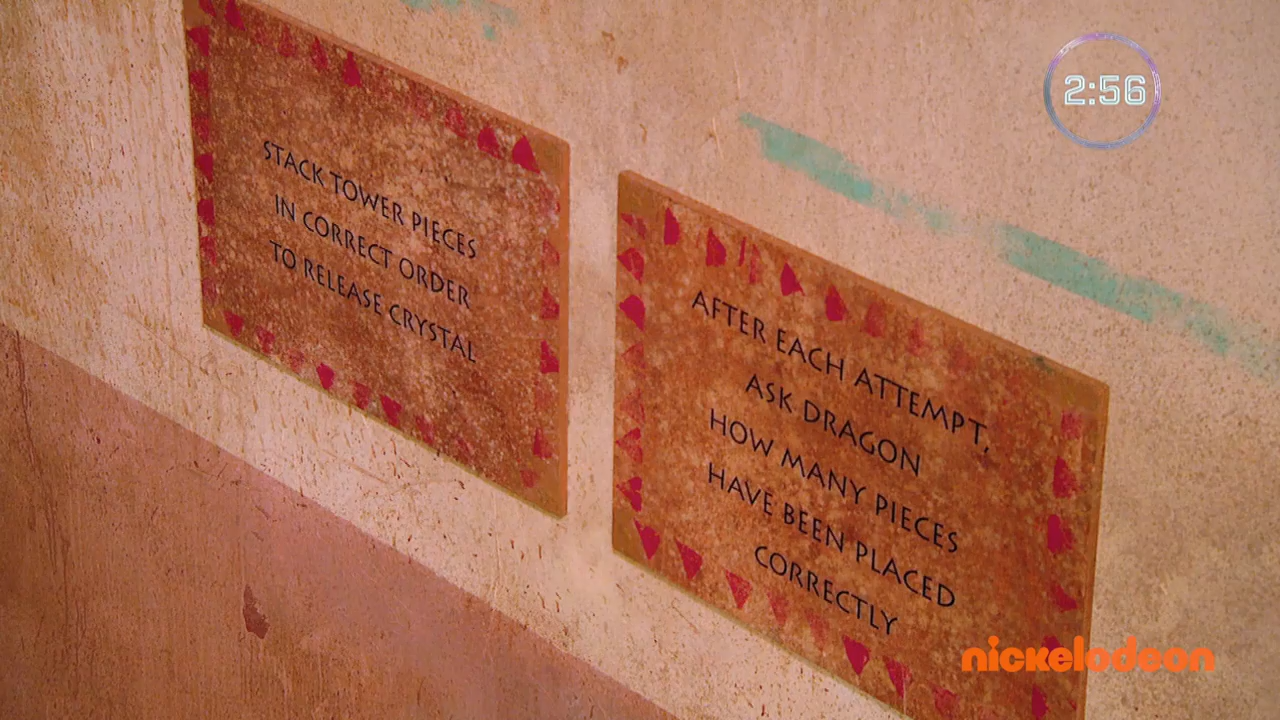 2:56
STACK TOWER PIECES
IN CORRECT ORDER
TO RELEASE CRYSTAL
AFTER EACH ATTEMPT,
ASK DRAGON
HOW MANY PIECES
HAVE BEEN PLACED
CORRECTLY
nickelodeon